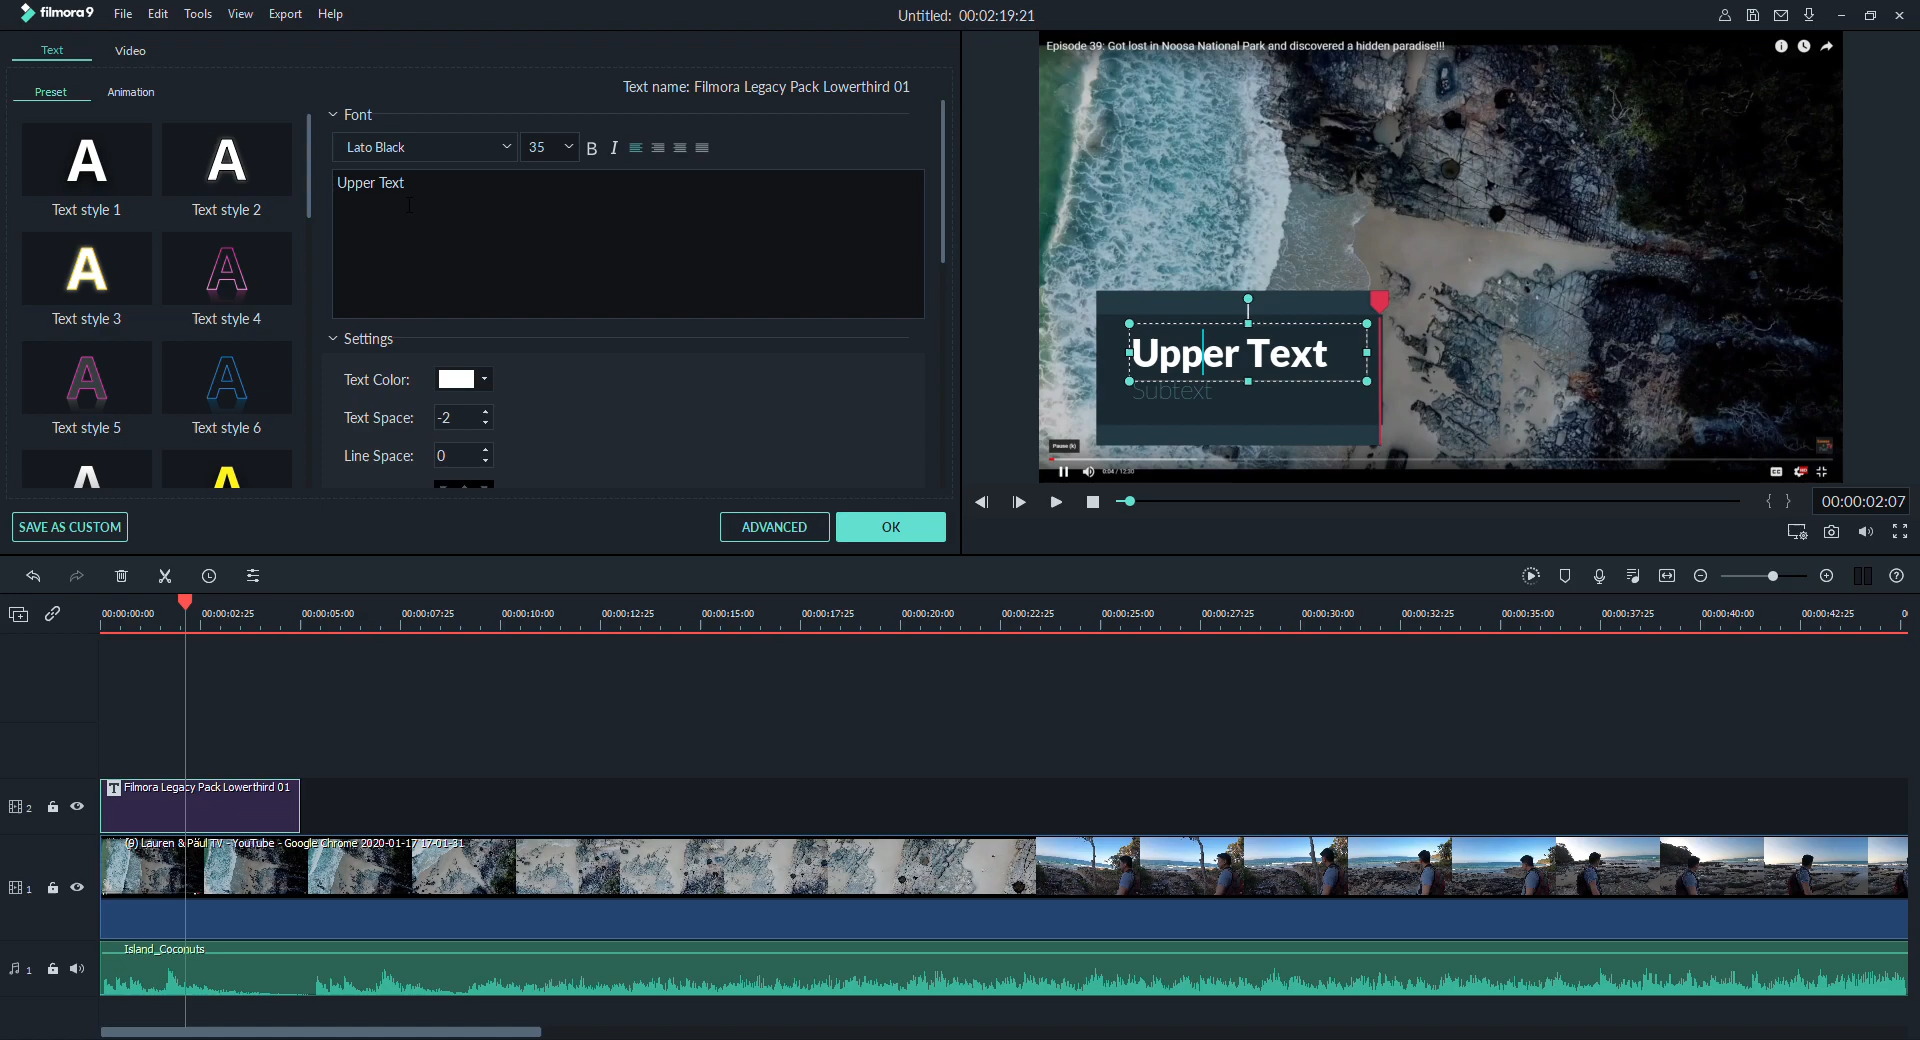 filmora9 File Edit Tools View Export Help
Untitled: 00:02:19:21
Text Video
Preset Animation
Text name: Filmora Legacy Pack Lowerthird 01
Font
Lato Black 35 B I
Upper Text
A A
Text style 1 Text style 2
A A
Text style 3 Text style 4
A A
Text style 5 Text style 6
Settings
Text Color:
Text Space: -2
Line Space: 0
SAVE AS CUSTOM ADVANCED OK
Episode 39: Got lost in Noosa National Park and discovered a hidden paradise!!!
Upper Text
Subtext
Pause (k)
0:04 / 12:30
CC
{ } 00:00:02:07
00:00:00:00 00:00:02:25 00:00:05:00 00:00:07:25 00:00:10:00 00:00:12:25 00:00:15:00 00:00:17:25 00:00:20:00 00:00:22:25 00:00:25:00 00:00:27:25 00:00:30:00 00:00:32:25 00:00:35:00 00:00:37:25 00:00:40:00 00:00:42:25
2 T Filmora Legacy Pack Lowerthird 01
(9) Lauren & Paul TV - YouTube - Google Chrome 2020-01-17 17-01-31
1
Island_Coconuts
1